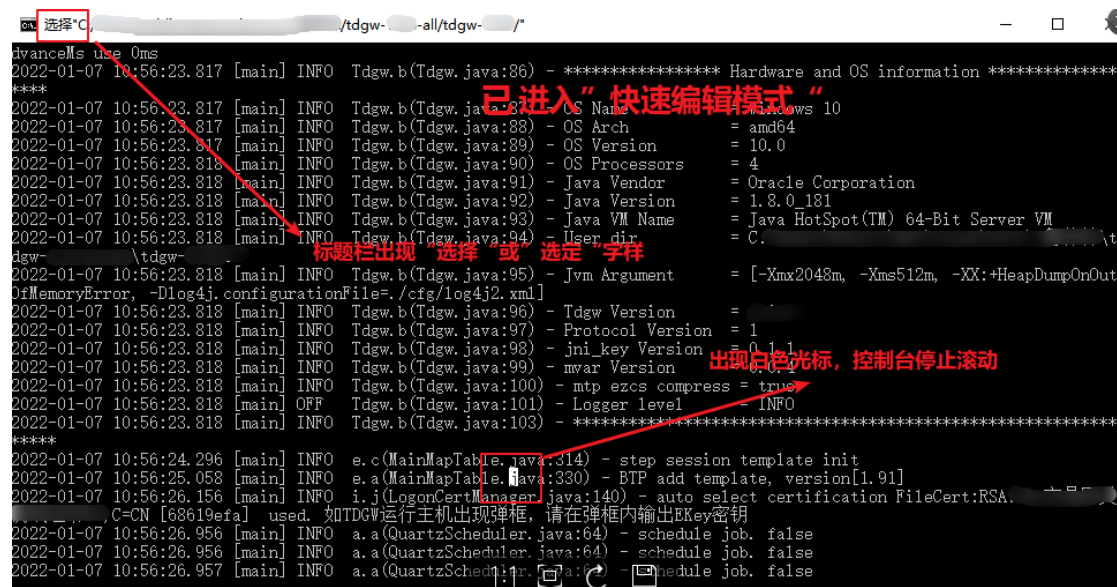 选择"C:/ /tdgw- -all/tdgw- /"
dvanceMs use 0ms
2022-01-07 10:56:23.817 [main] INFO Tdgw.b(Tdgw.java:86) - ***************** Hardware and OS information **************
****
已进入”快速编辑模式“
2022-01-07 10:56:23.817 [main] INFO Tdgw.b(Tdgw.java:87) - OS Name = Windows 10
2022-01-07 10:56:23.817 [main] INFO Tdgw.b(Tdgw.java:88) - OS Arch = amd64
2022-01-07 10:56:23.817 [main] INFO Tdgw.b(Tdgw.java:89) - OS Version = 10.0
2022-01-07 10:56:23.818 [main] INFO Tdgw.b(Tdgw.java:90) - OS Processors = 4
2022-01-07 10:56:23.818 [main] INFO Tdgw.b(Tdgw.java:91) - Java Vendor = Oracle Corporation
2022-01-07 10:56:23.818 [main] INFO Tdgw.b(Tdgw.java:92) - Java Version = 1.8.0_181
2022-01-07 10:56:23.818 [main] INFO Tdgw.b(Tdgw.java:93) - Java VM Name = Java HotSpot(TM) 64-Bit Server VM
2022-01-07 10:56:23.818 [main] INFO Tdgw.b(Tdgw.java:94) - User dir = C: \t
dgw- \tdgw-
标题栏出现“选择“或”选定“字样
2022-01-07 10:56:23.818 [main] INFO Tdgw.b(Tdgw.java:95) - Jvm Argument = [-Xmx2048m, -Xms512m, -XX:+HeapDumpOnOut
OfMemoryError, -Dlog4j.configurationFile=./cfg/log4j2.xml]
2022-01-07 10:56:23.818 [main] INFO Tdgw.b(Tdgw.java:96) - Tdgw Version =
2022-01-07 10:56:23.818 [main] INFO Tdgw.b(Tdgw.java:97) - Protocol Version = 1
2022-01-07 10:56:23.818 [main] INFO Tdgw.b(Tdgw.java:98) - jni_key Version = 0.1.1
2022-01-07 10:56:23.818 [main] INFO Tdgw.b(Tdgw.java:99) - mvar Version = 0.0.4
出现白色光标，控制台停止滚动
2022-01-07 10:56:23.818 [main] INFO Tdgw.b(Tdgw.java:100) - mtp ezcs compress = true
2022-01-07 10:56:23.818 [main] OFF Tdgw.b(Tdgw.java:101) - Logger level = INFO
2022-01-07 10:56:23.818 [main] INFO Tdgw.b(Tdgw.java:103) - **************************************************
*****
2022-01-07 10:56:24.296 [main] INFO e.c(MainMapTable.java:314) - step session template init
2022-01-07 10:56:25.058 [main] INFO e.a(MainMapTable.java:330) - BTP add template, version[1.91]
2022-01-07 10:56:26.156 [main] INFO i.j(LogonCertManager.java:140) - auto select certification FileCert:RSA.
,C=CN [68619efa] used. 如TDGW运行主机出现弹框，请在弹框内输出EKey密钥
2022-01-07 10:56:26.956 [main] INFO a.a(QuartzScheduler.java:64) - schedule job. false
2022-01-07 10:56:26.956 [main] INFO a.a(QuartzScheduler.java:64) - schedule job. false
2022-01-07 10:56:26.957 [main] INFO a.a(QuartzScheduler.java:64) - schedule job. false